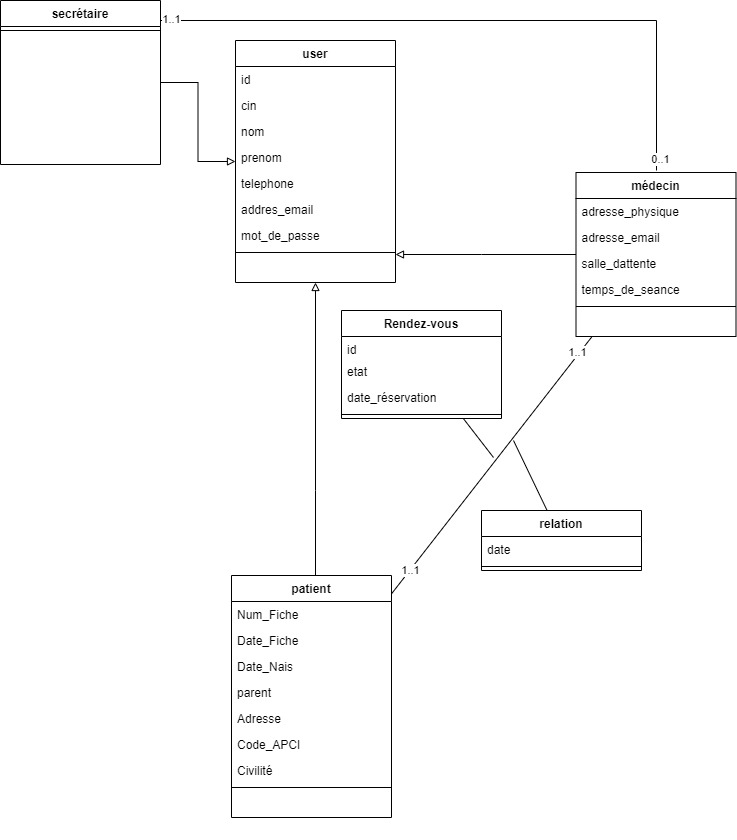 secrétaire
1..1
user
id
cin
nom
prenom
telephone
addres_email
mot_de_passe
0..1
médecin
adresse_physique
adresse_email
salle_dattente
temps_de_seance
Rendez-vous
id
etat
date_réservation
1..1
relation
date
1..1
patient
Num_Fiche
Date_Fiche
Date_Nais
parent
Adresse
Code_APCI
Civilité